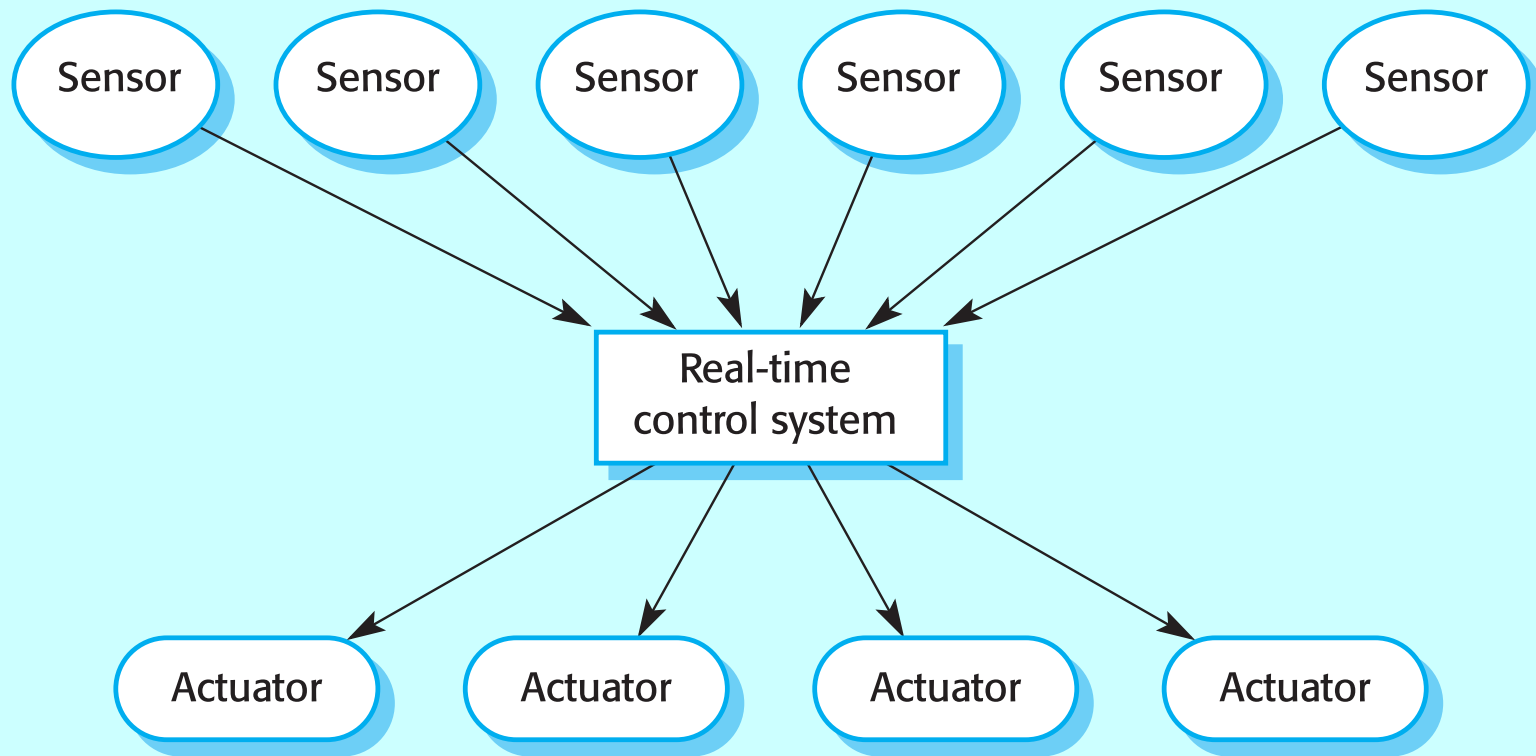 Sensor
Sensor
Sensor
Sensor
Sensor
Sensor
Real-time
control system
Actuator
Actuator
Actuator
Actuator